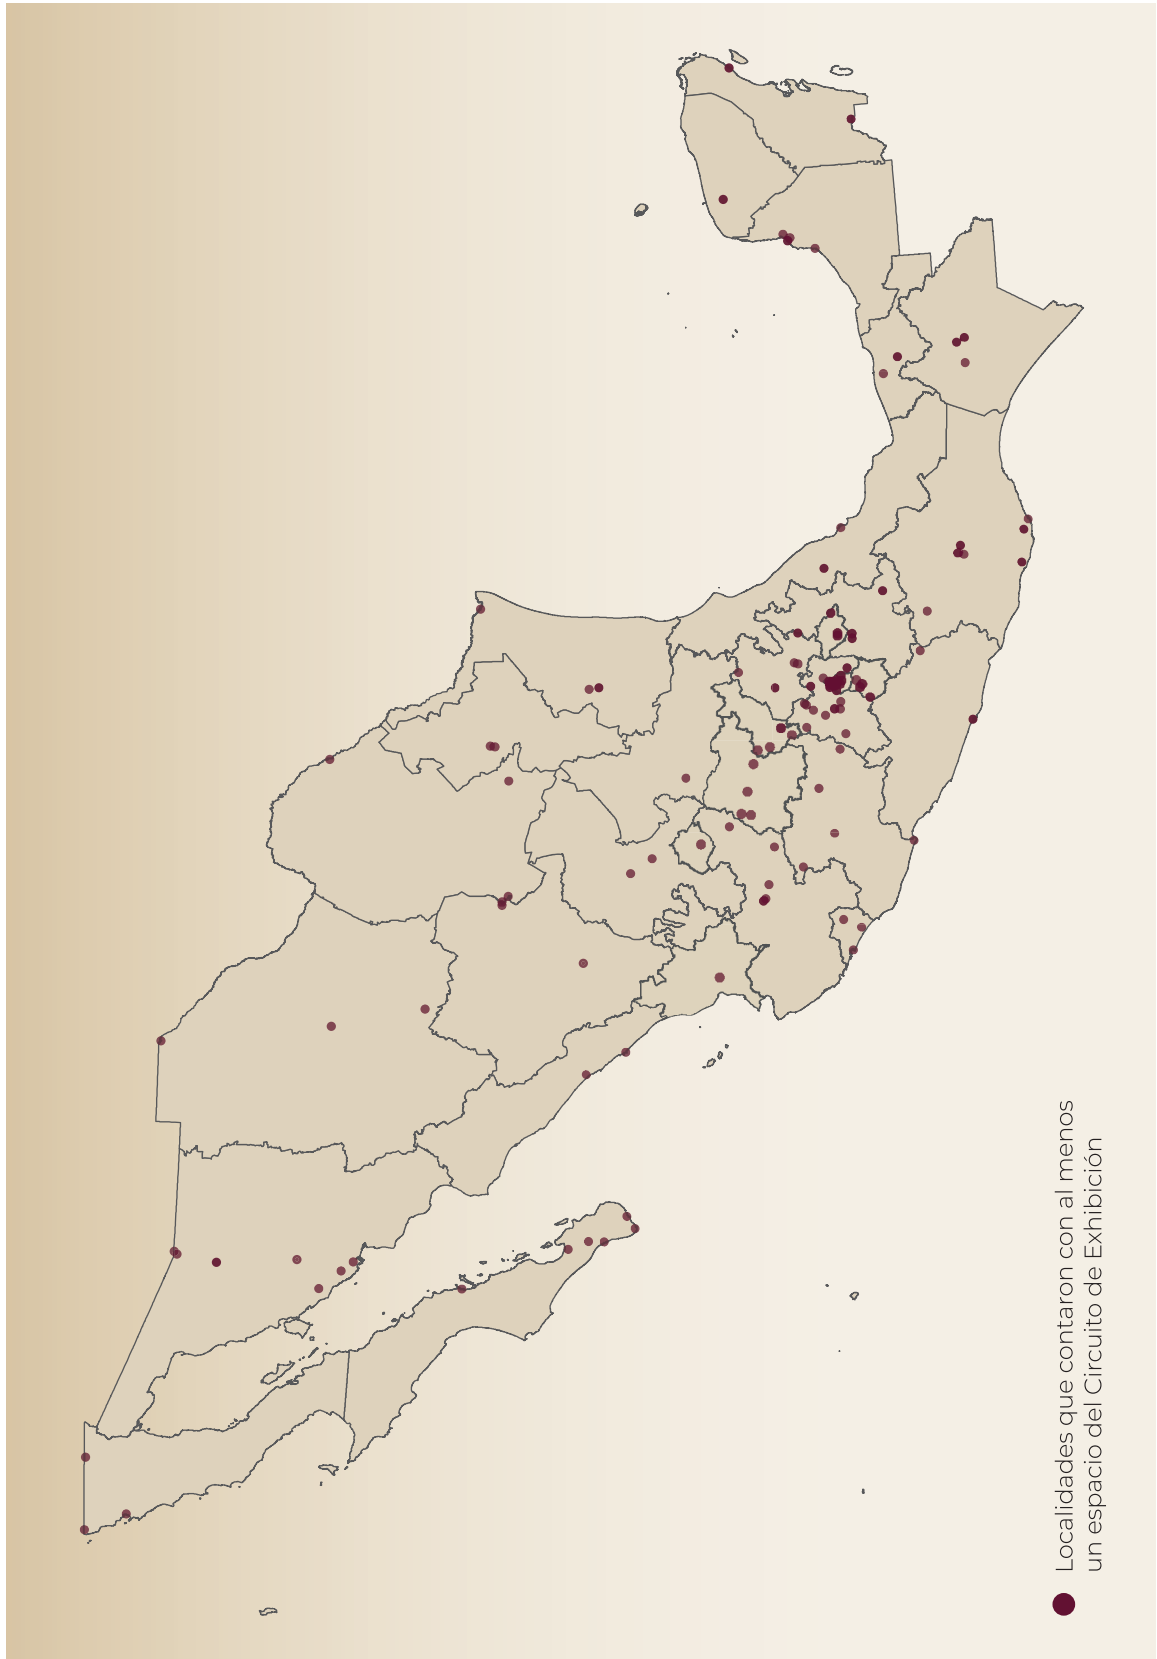 Localidades que contaron con al menos
un espacio del Circuito de Exhibición